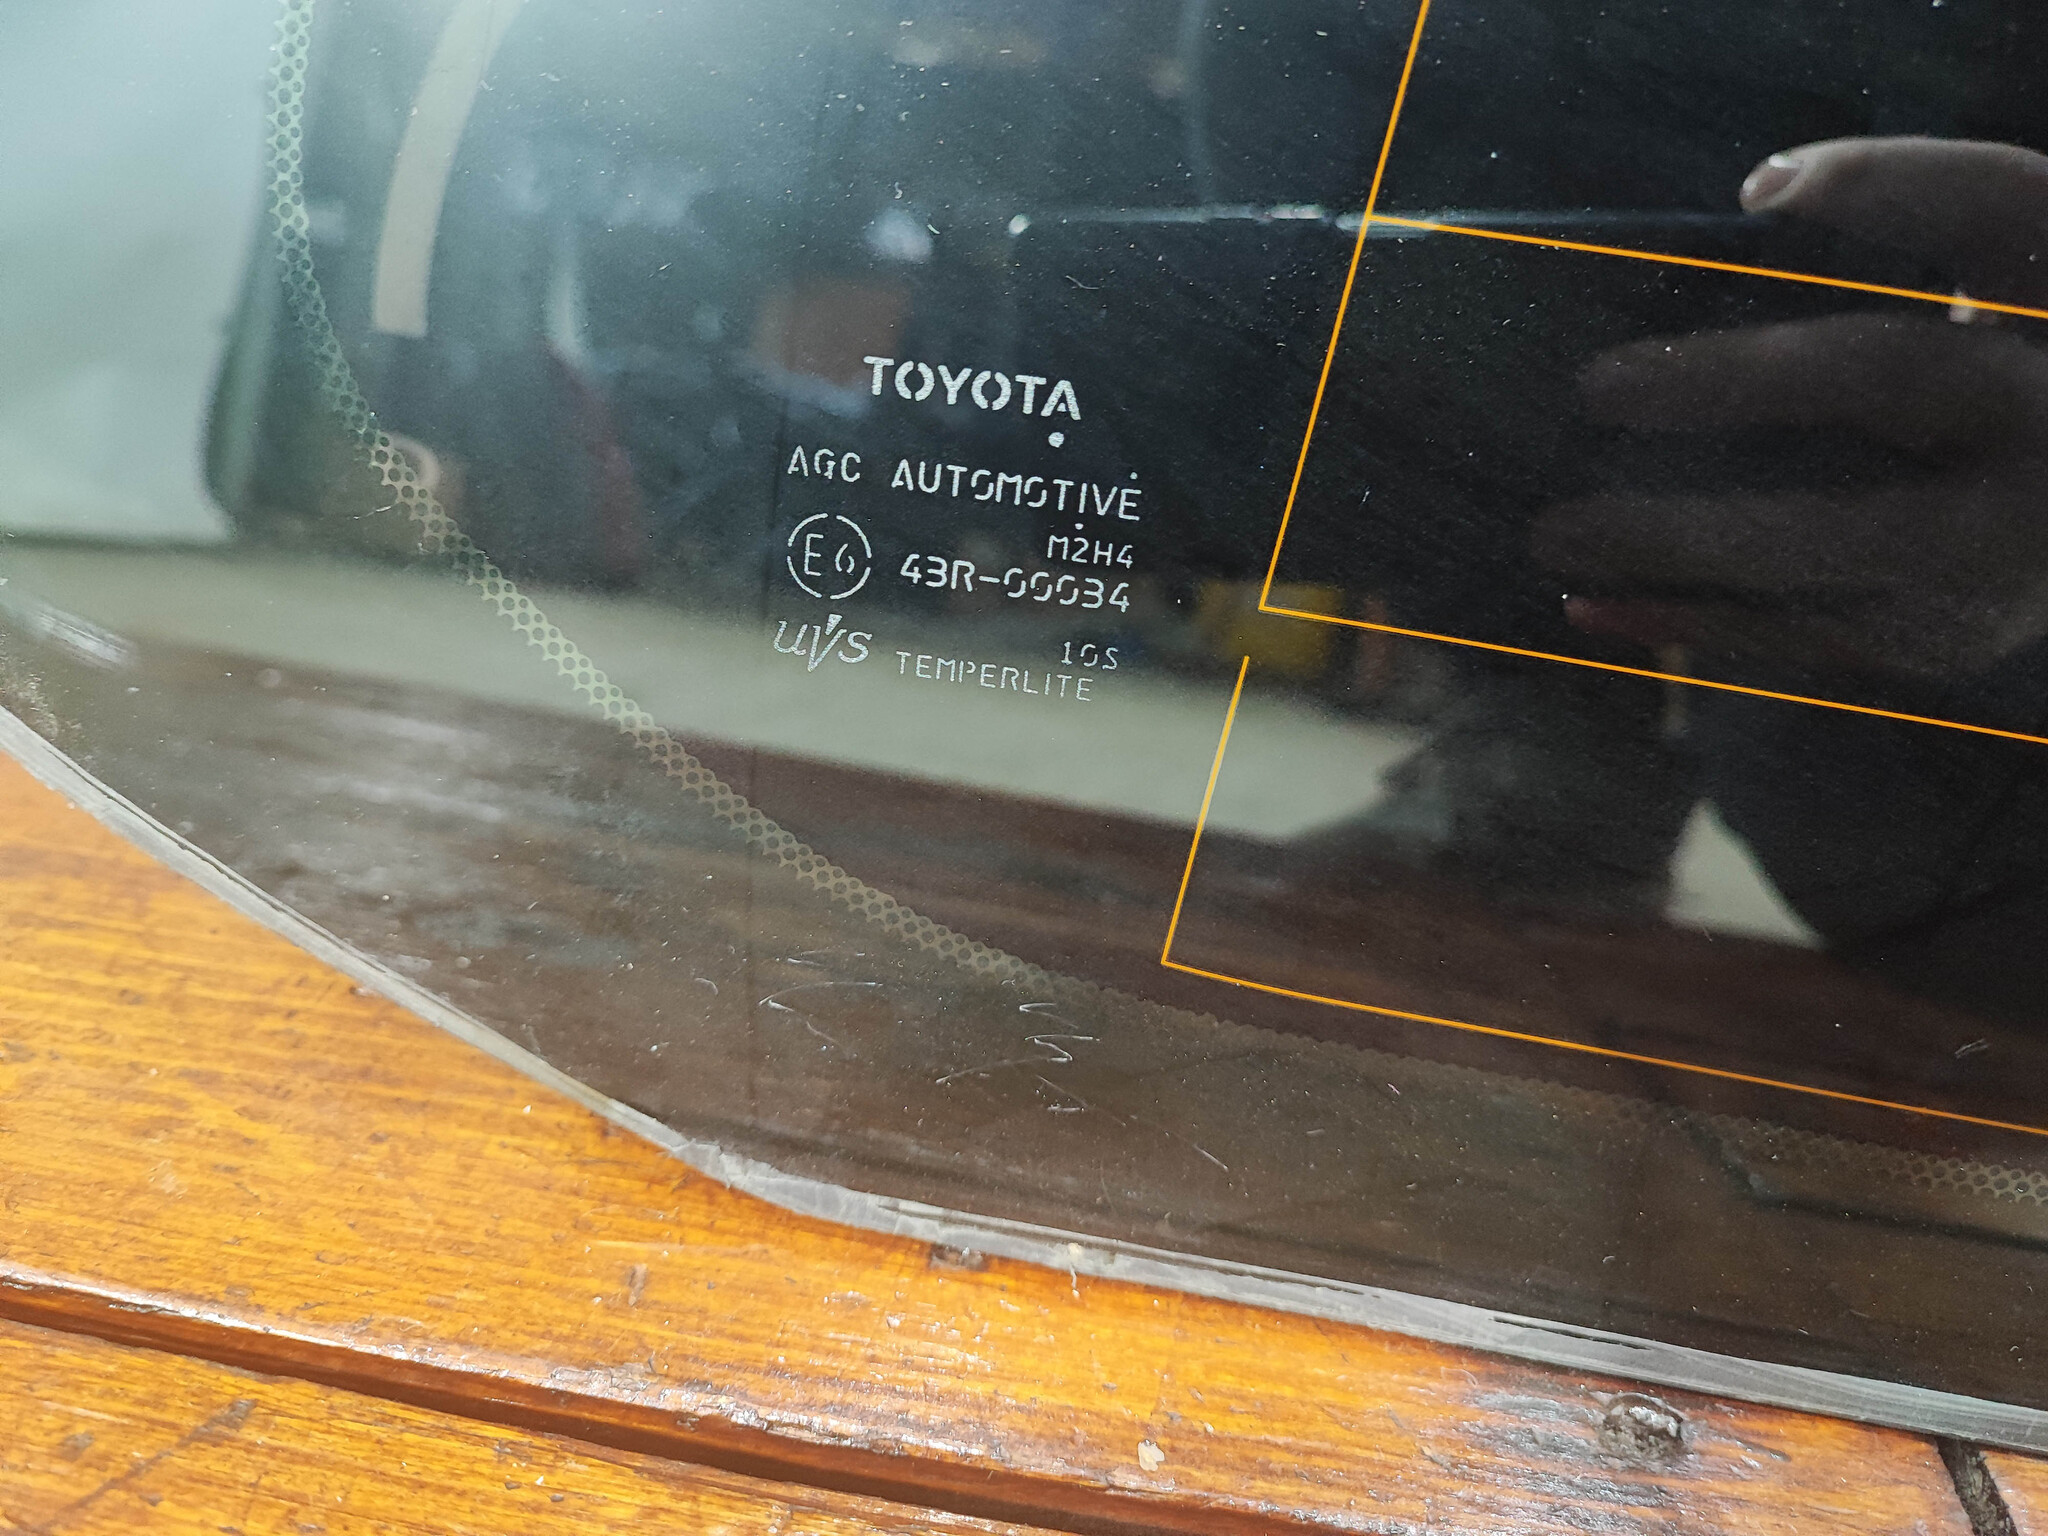 TOYOTA
AGC AUTOMOTIVE
M2H4
E6 43R-00034
UVS 10S
TEMPERLITE